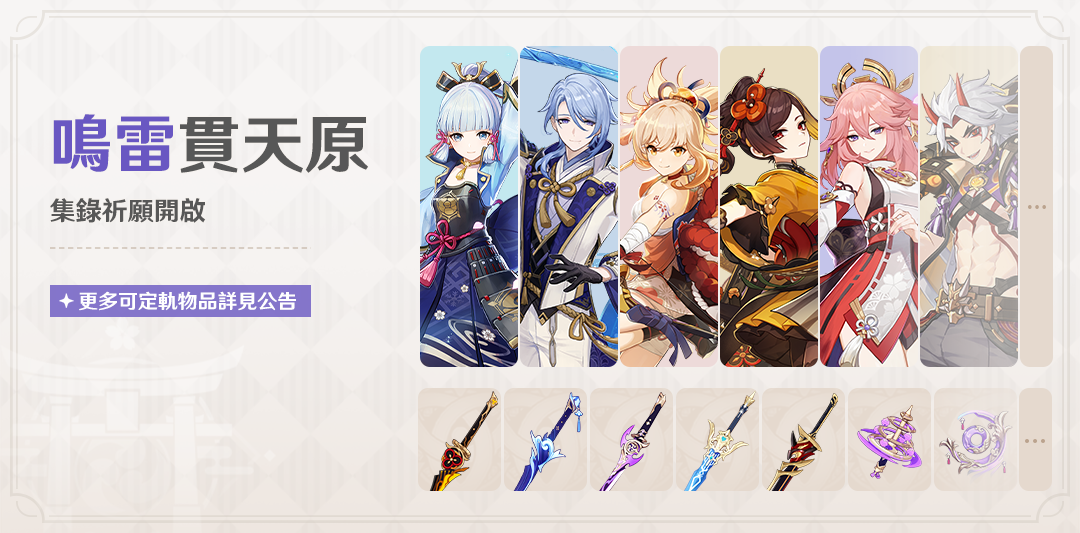 鳴雷貫天原
集錄祈願開啟
更多可定軌物品詳見公告